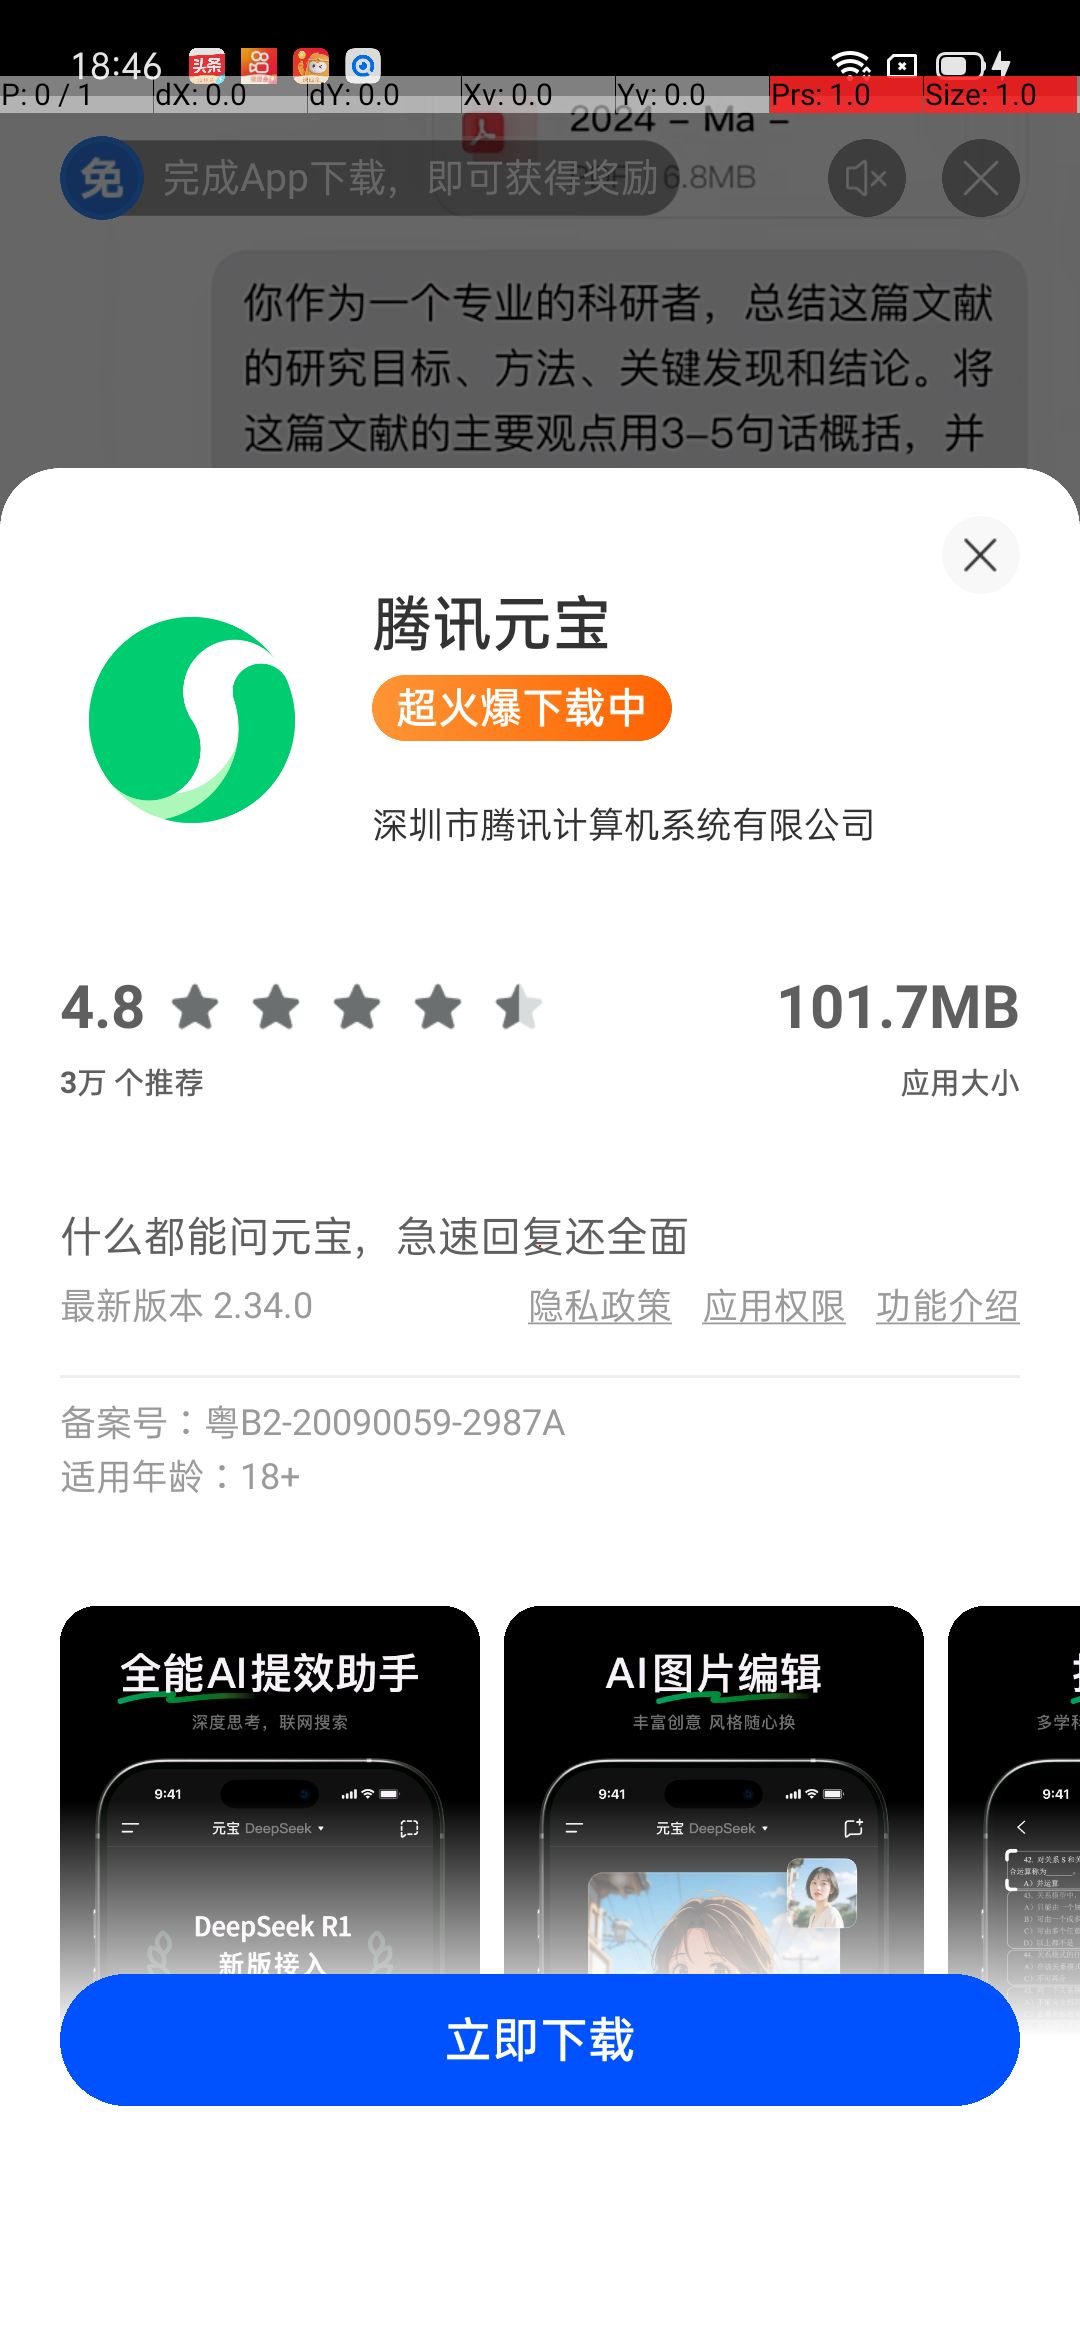 18:46
P: 0 / 1 dX: 0.0 dY: 0.0 Xv: 0.0 Yv: 0.0 Prs: 1.0 Size: 1.0
2024 – Ma –
6.8MB
免 完成App下载，即可获得奖励
你作为一个专业的科研者，总结这篇文献
的研究目标、方法、关键发现和结论。将
这篇文献的主要观点用3–5句话概括，并
腾讯元宝
超火爆下载中
深圳市腾讯计算机系统有限公司
4.8
101.7MB
3万 个推荐
应用大小
什么都能问元宝，急速回复还全面
最新版本 2.34.0
隐私政策 应用权限 功能介绍
备案号：粤B2-20090059-2987A
适用年龄：18+
全能AI提效助手
深度思考，联网搜索
9:41
元宝 DeepSeek
DeepSeek R1
新版接入
AI图片编辑
丰富创意 风格随心换
9:41
元宝 DeepSeek
多学科
9:41
立即下载